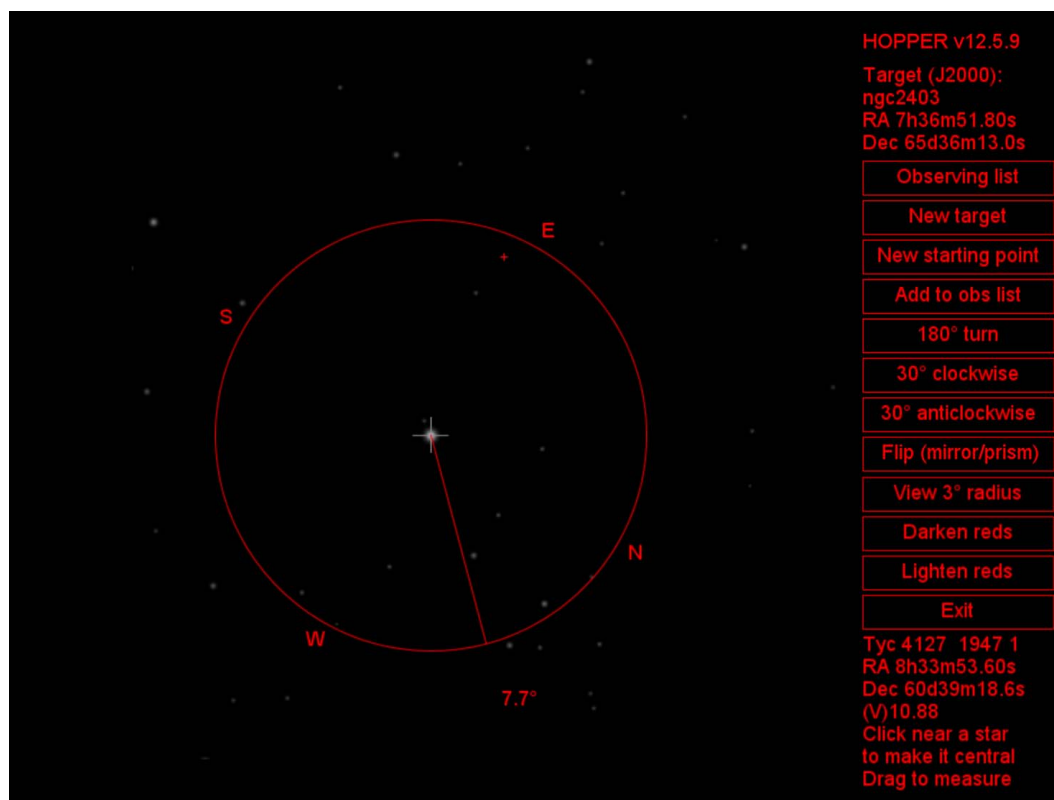 HOPPER v12.5.9
Target (J2000):
ngc2403
RA 7h36m51.80s
Dec 65d36m13.0s
Observing list
New target
New starting point
Add to obs list
180° turn
30° clockwise
30° anticlockwise
Flip (mirror/prism)
View 3° radius
Darken reds
Lighten reds
Exit
Tyc 4127 1947 1
RA 8h33m53.60s
Dec 60d39m18.6s
(V)10.88
Click near a star
to make it central
Drag to measure
E
S
N
W
7.7°